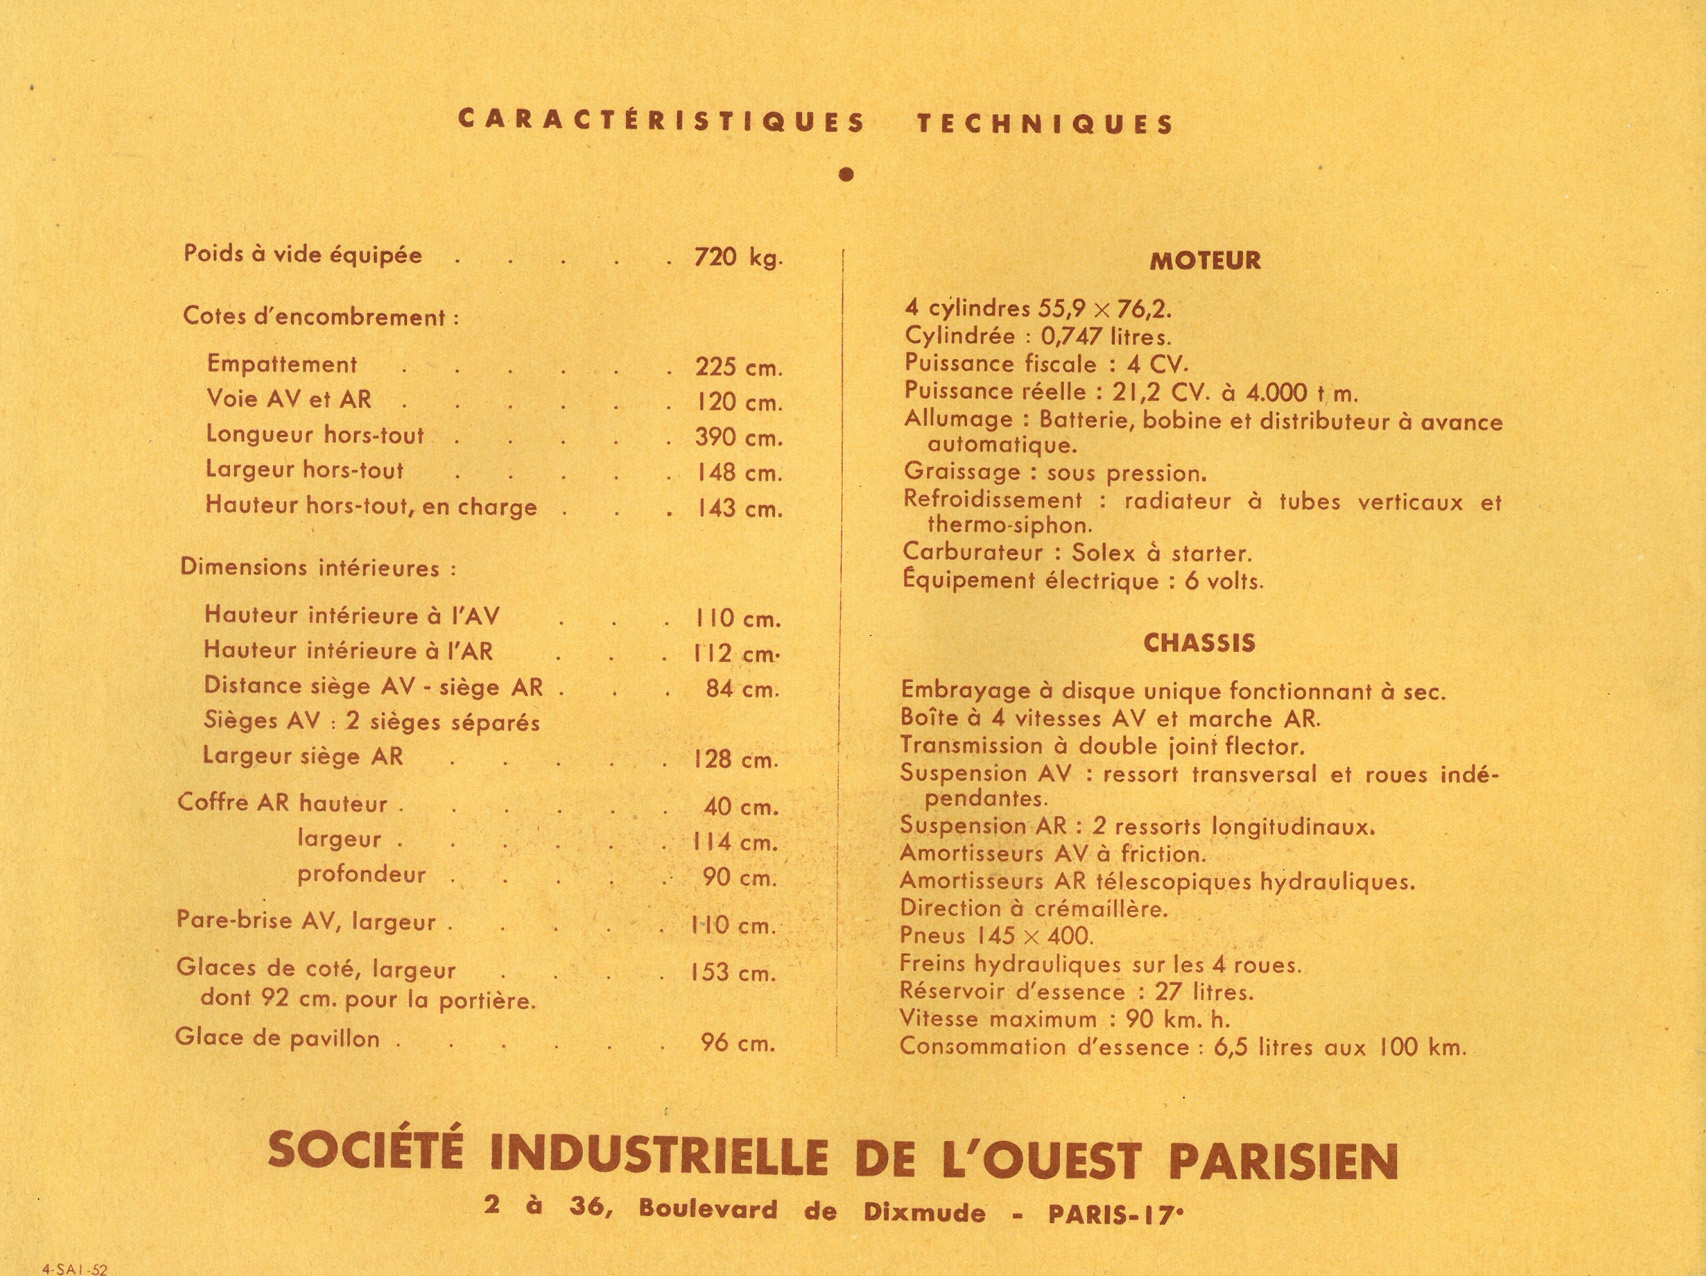 CARACTÉRISTIQUES TECHNIQUES
Poids à vide équipée . . . . . 720 kg.
Cotes d'encombrement :
Empattement . . . . . . 225 cm.
Voie AV et AR . . . . . . 120 cm.
Longueur hors-tout . . . . . 390 cm.
Largeur hors-tout . . . . . 148 cm.
Hauteur hors-tout, en charge . . . 143 cm.
Dimensions intérieures :
Hauteur intérieure à l'AV . . . 110 cm.
Hauteur intérieure à l'AR . . . 112 cm.
Distance siège AV - siège AR . . . 84 cm.
Sièges AV : 2 sièges séparés
Largeur siège AR . . . . . 128 cm.
Coffre AR hauteur . . . . . . 40 cm.
largeur . . . . . . 114 cm.
profondeur . . . . . 90 cm.
Pare-brise AV, largeur . . . . . 110 cm.
Glaces de coté, largeur . . . . 153 cm.
dont 92 cm. pour la portière.
Glace de pavillon . . . . . . 96 cm.
MOTEUR
4 cylindres 55,9 × 76,2.
Cylindrée : 0,747 litres.
Puissance fiscale : 4 CV.
Puissance réelle : 21,2 CV. à 4.000 t. m.
Allumage : Batterie, bobine et distributeur à avance
automatique.
Graissage : sous pression.
Refroidissement : radiateur à tubes verticaux et
thermo-siphon.
Carburateur : Solex à starter.
Équipement électrique : 6 volts.
CHASSIS
Embrayage à disque unique fonctionnant à sec.
Boîte à 4 vitesses AV et marche AR.
Transmission à double joint flector.
Suspension AV : ressort transversal et roues indé-
pendantes.
Suspension AR : 2 ressorts longitudinaux.
Amortisseurs AV à friction.
Amortisseurs AR télescopiques hydrauliques.
Direction à crémaillère.
Pneus 145 × 400.
Freins hydrauliques sur les 4 roues.
Réservoir d'essence : 27 litres.
Vitesse maximum : 90 km. h.
Consommation d'essence : 6,5 litres aux 100 km.
SOCIÉTÉ INDUSTRIELLE DE L'OUEST PARISIEN
2 à 36, Boulevard de Dixmude - PARIS-17e
4-SAI-52